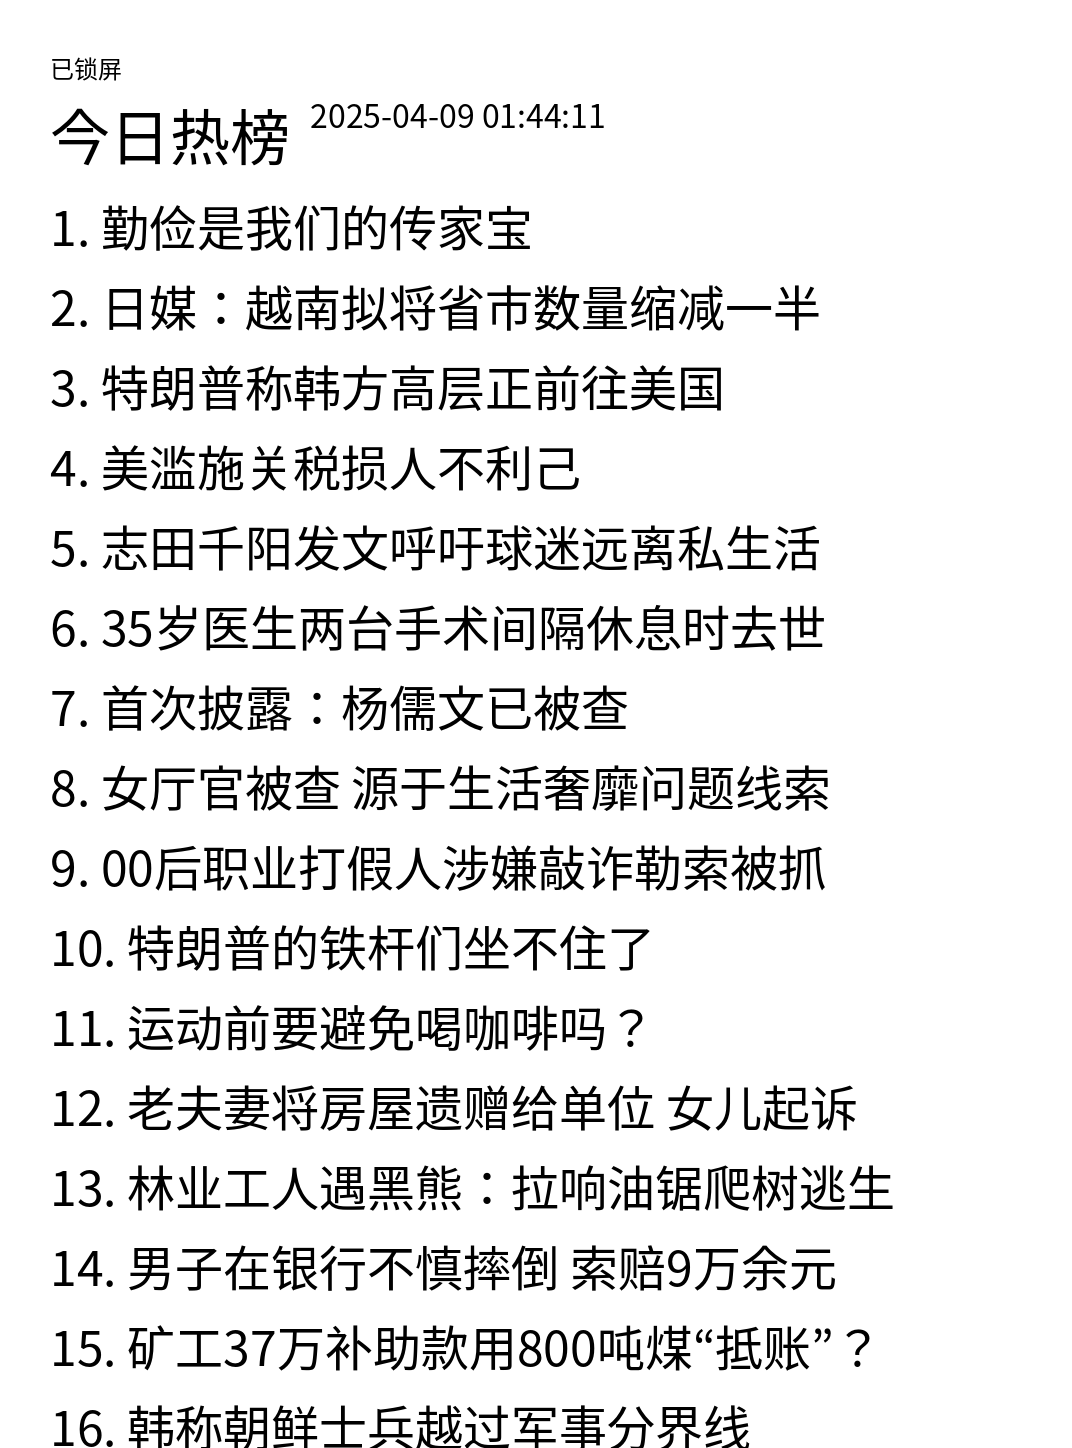 已锁屏
今日热榜 2025-04-09 01:44:11
1. 勤俭是我们的传家宝
2. 日媒：越南拟将省市数量缩减一半
3. 特朗普称韩方高层正前往美国
4. 美滥施关税损人不利己
5. 志田千阳发文呼吁球迷远离私生活
6. 35岁医生两台手术间隔休息时去世
7. 首次披露：杨儒文已被查
8. 女厅官被查 源于生活奢靡问题线索
9. 00后职业打假人涉嫌敲诈勒索被抓
10. 特朗普的铁杆们坐不住了
11. 运动前要避免喝咖啡吗？
12. 老夫妻将房屋遗赠给单位 女儿起诉
13. 林业工人遇黑熊：拉响油锯爬树逃生
14. 男子在银行不慎摔倒 索赔9万余元
15. 矿工37万补助款用800吨煤“抵账”？
16. 韩称朝鲜士兵越过军事分界线